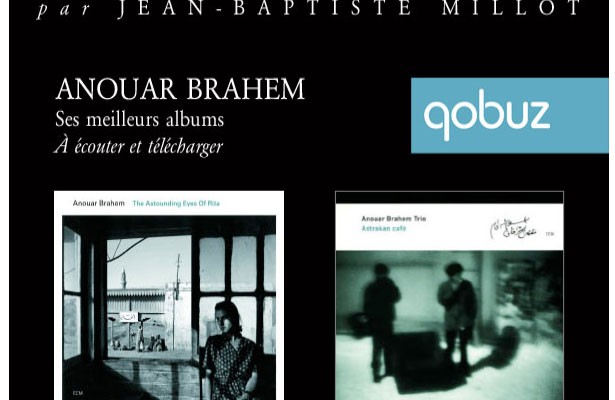 par JEAN-BAPTISTE MILLOT
ANOUAR BRAHEM
Ses meilleurs albums
À écouter et télécharger
qobuz
Anouar Brahem The Astounding Eyes Of Rita
ECM
Anouar Brahem Trio
Astrakan café
ECM